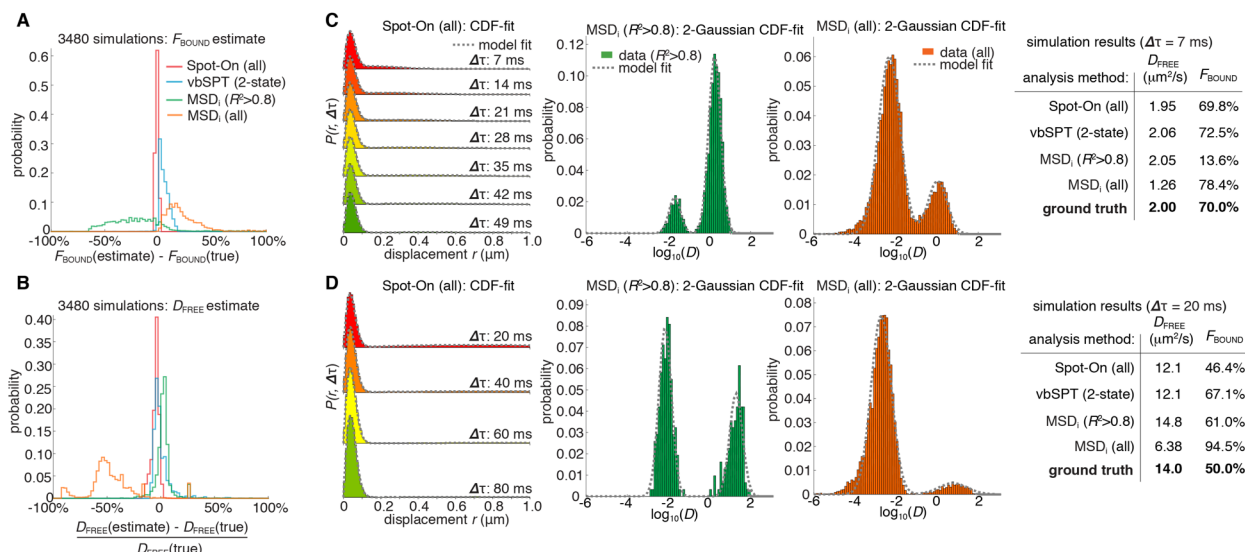 A
3480 simulations: FBOUND estimate
Spot-On (all)
vbSPT (2-state)
MSDi (R²>0.8)
MSDi (all)
probability
0.6
0.5
0.4
0.3
0.2
0.1
0
-100% -50% 0 50% 100%
FBOUND(estimate) - FBOUND(true)
B
3480 simulations: DFREE estimate
probability
0.40
0.35
0.30
0.25
0.20
0.15
0.10
0.05
0
-100% -50% 0 50% 100%
DFREE(estimate) - DFREE(true)
DFREE(true)
C
Spot-On (all): CDF-fit
model fit
Δτ: 7 ms
Δτ: 14 ms
Δτ: 21 ms
Δτ: 28 ms
Δτ: 35 ms
Δτ: 42 ms
Δτ: 49 ms
P(r, Δτ)
0 0.2 0.4 0.6 0.8 1.0
displacement r (μm)
MSDi (R²>0.8): 2-Gaussian CDF-fit
data (R²>0.8)
model fit
probability
0.12
0.10
0.08
0.06
0.04
0.02
0
-6 -4 -2 0 2
log10(D)
MSDi (all): 2-Gaussian CDF-fit
data (all)
model fit
probability
0.06
0.05
0.04
0.03
0.02
0.01
0
-6 -4 -2 0 2
log10(D)
simulation results (Δτ = 7 ms)
analysis method: DFREE (μm²/s) FBOUND
Spot-On (all) 1.95 69.8%
vbSPT (2-state) 2.06 72.5%
MSDi (R²>0.8) 2.05 13.6%
MSDi (all) 1.26 78.4%
ground truth 2.00 70.0%
D
Spot-On (all): CDF-fit
Δτ: 20 ms
Δτ: 40 ms
Δτ: 60 ms
Δτ: 80 ms
P(r, Δτ)
0 0.2 0.4 0.6 0.8 1.0
displacement r (μm)
MSDi (R²>0.8): 2-Gaussian CDF-fit
probability
0.09
0.08
0.07
0.06
0.05
0.04
0.03
0.02
0.01
0
-6 -4 -2 0 2
log10(D)
MSDi (all): 2-Gaussian CDF-fit
probability
0.08
0.07
0.06
0.05
0.04
0.03
0.02
0.01
0
-6 -4 -2 0 2
log10(D)
simulation results (Δτ = 20 ms)
analysis method: DFREE (μm²/s) FBOUND
Spot-On (all) 12.1 46.4%
vbSPT (2-state) 12.1 67.1%
MSDi (R²>0.8) 14.8 61.0%
MSDi (all) 6.38 94.5%
ground truth 14.0 50.0%